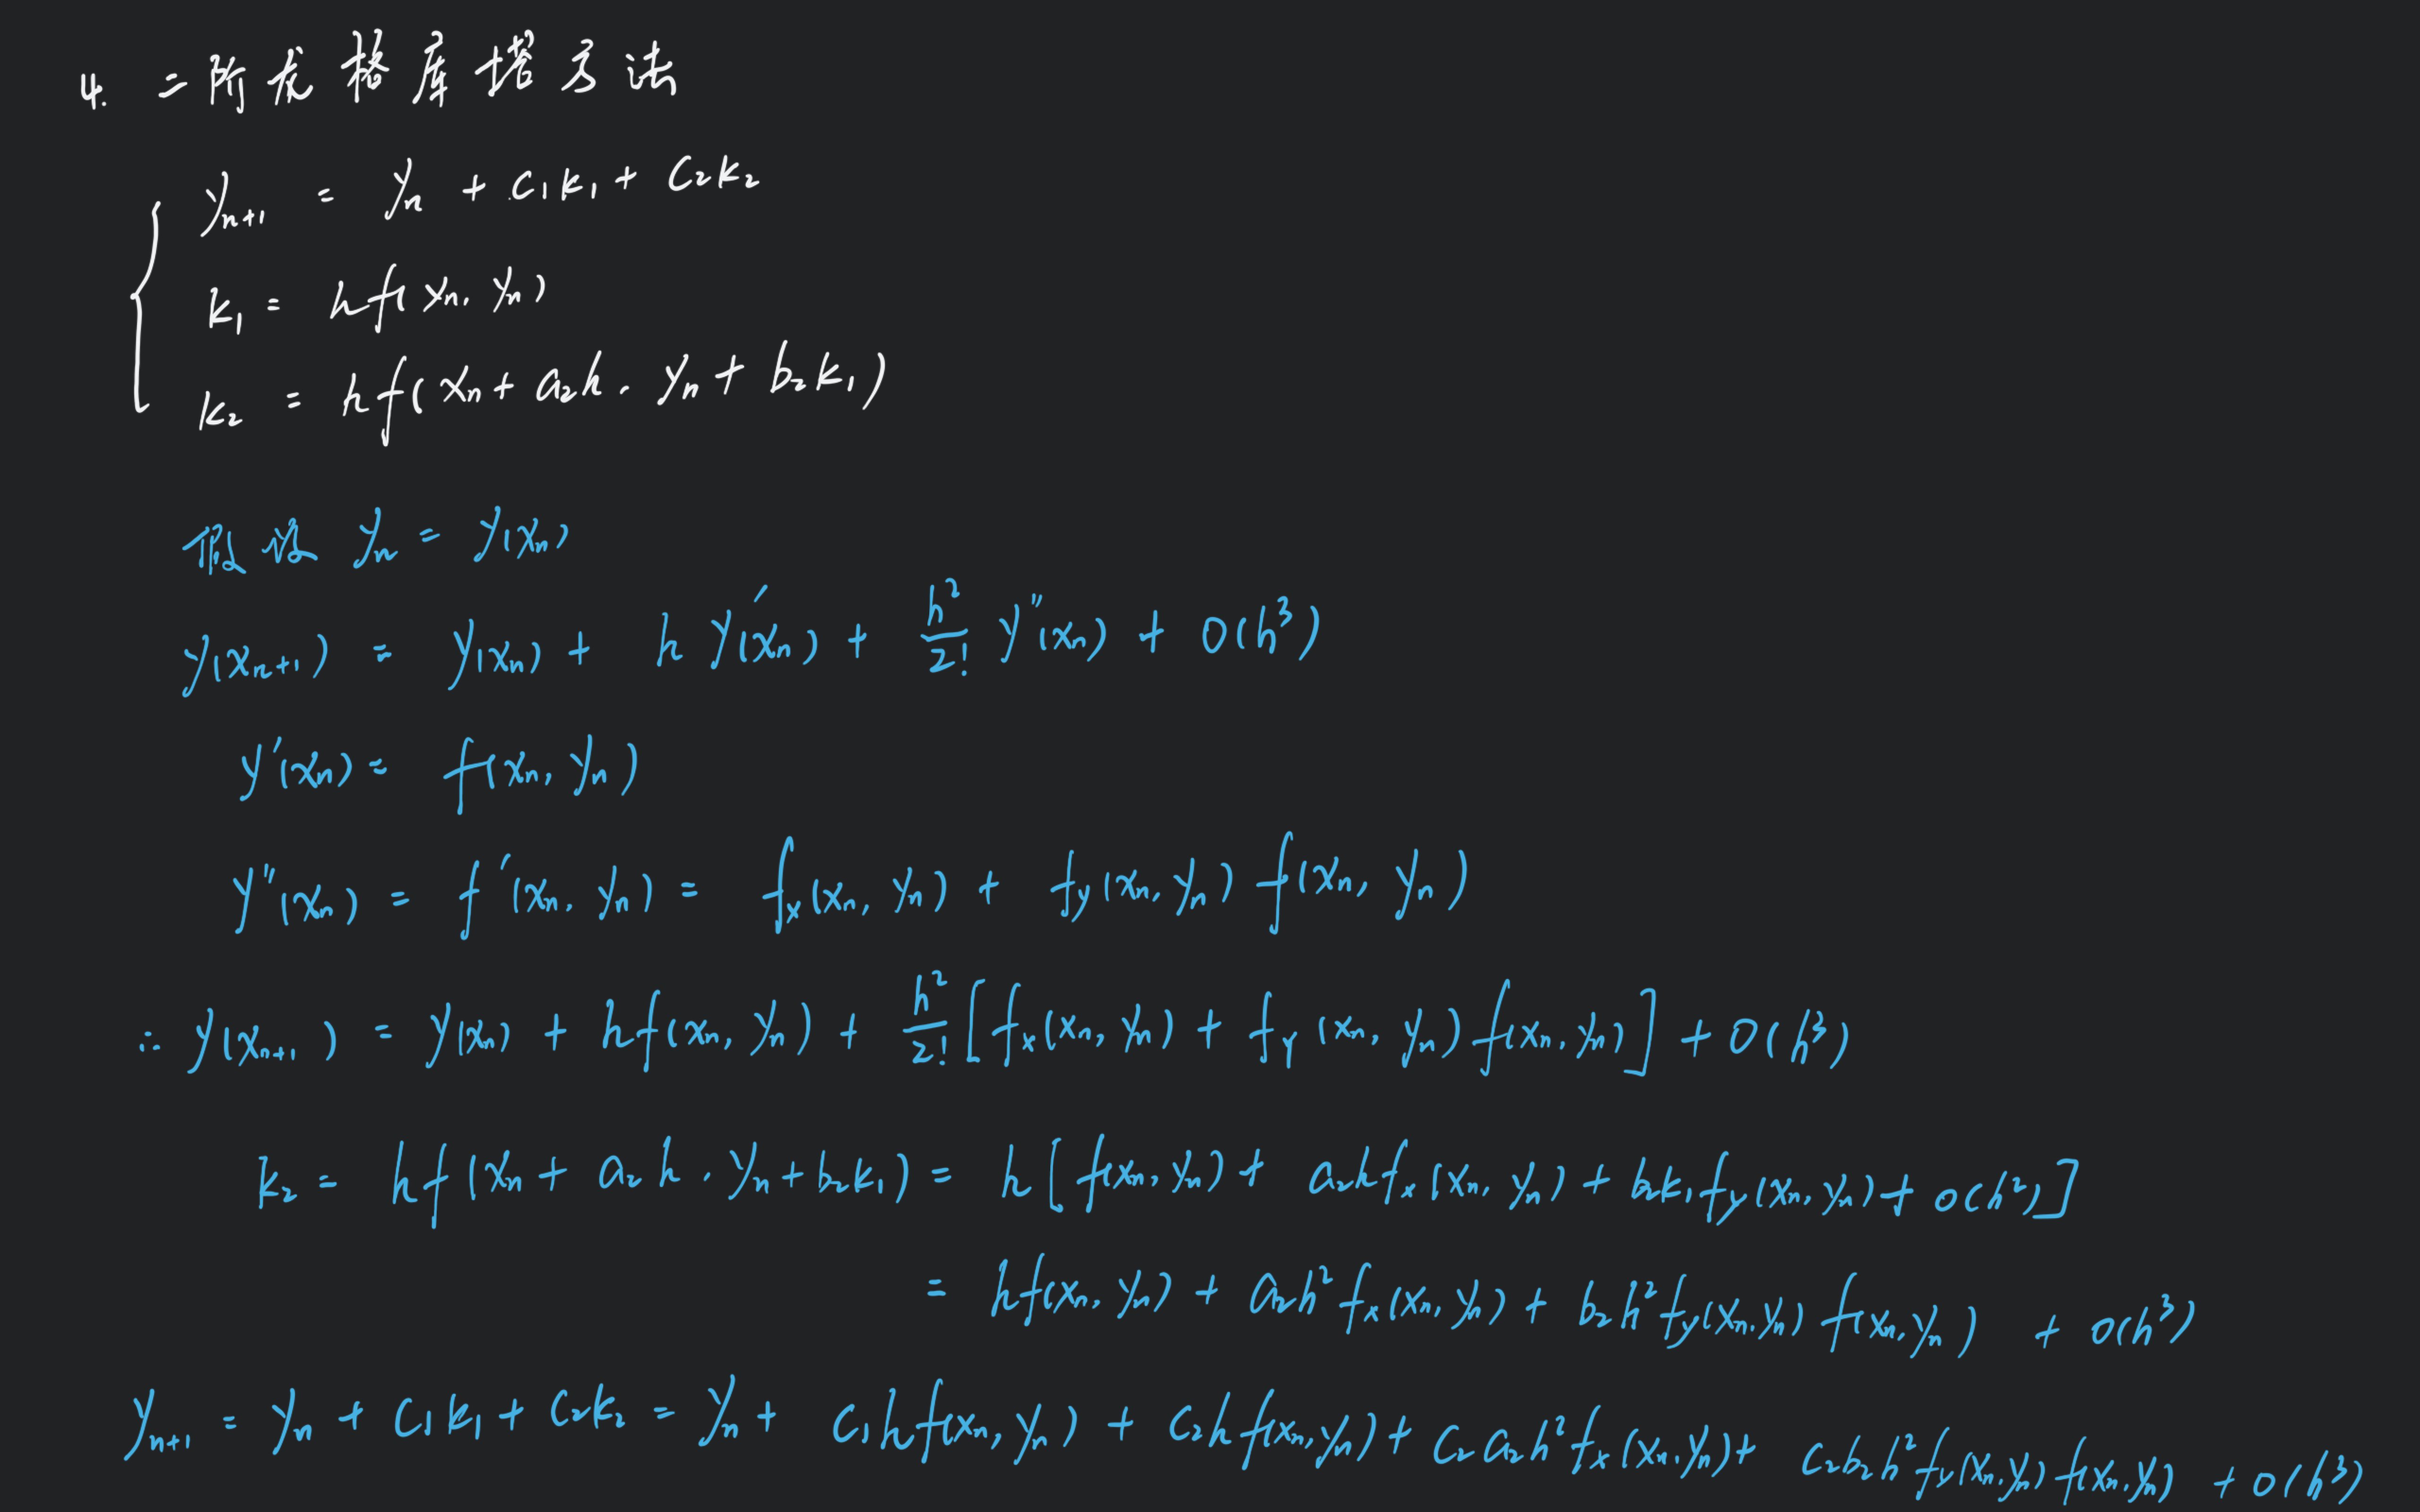 4. 二阶龙格库塔方法
y_{n+1} = y_n + c_1k_1 + c_2k_2
k_1 = hf(x_n, y_n)
k_2 = hf(x_n + a_2h, y_n + b_2k_1)
假设 y_n = y(x_n)
y(x_{n+1}) = y(x_n) + h y'(x_n) + \frac{h^2}{2!} y''(x_n) + O(h^3)
y'(x_n) = f(x_n, y_n)
y''(x_n) = f'(x_n, y_n) = f_x(x_n, y_n) + f_y(x_n, y_n) f(x_n, y_n)
∴ y(x_{n+1}) = y(x_n) + hf(x_n, y_n) + \frac{h^2}{2!}[f_x(x_n, y_n) + f_y(x_n, y_n) f(x_n, y_n)] + O(h^3)
k_2 = hf(x_n + a_2h, y_n + b_2k_1) = h[f(x_n, y_n) + a_2hf_x(x_n, y_n) + b_2k_1f_y(x_n, y_n) + O(h^2)]
= hf(x_n, y_n) + a_2h^2f_x(x_n, y_n) + b_2h^2f_y(x_n, y_n) f(x_n, y_n) + O(h^3)
y_{n+1} = y_n + c_1k_1 + c_2k_2 = y_n + c_1hf(x_n, y_n) + c_2hf(x_n, y_n) + c_2a_2h^2f_x(x_n, y_n) + c_2b_2h^2f_y(x_n, y_n) f(x_n, y_n) + O(h^3)